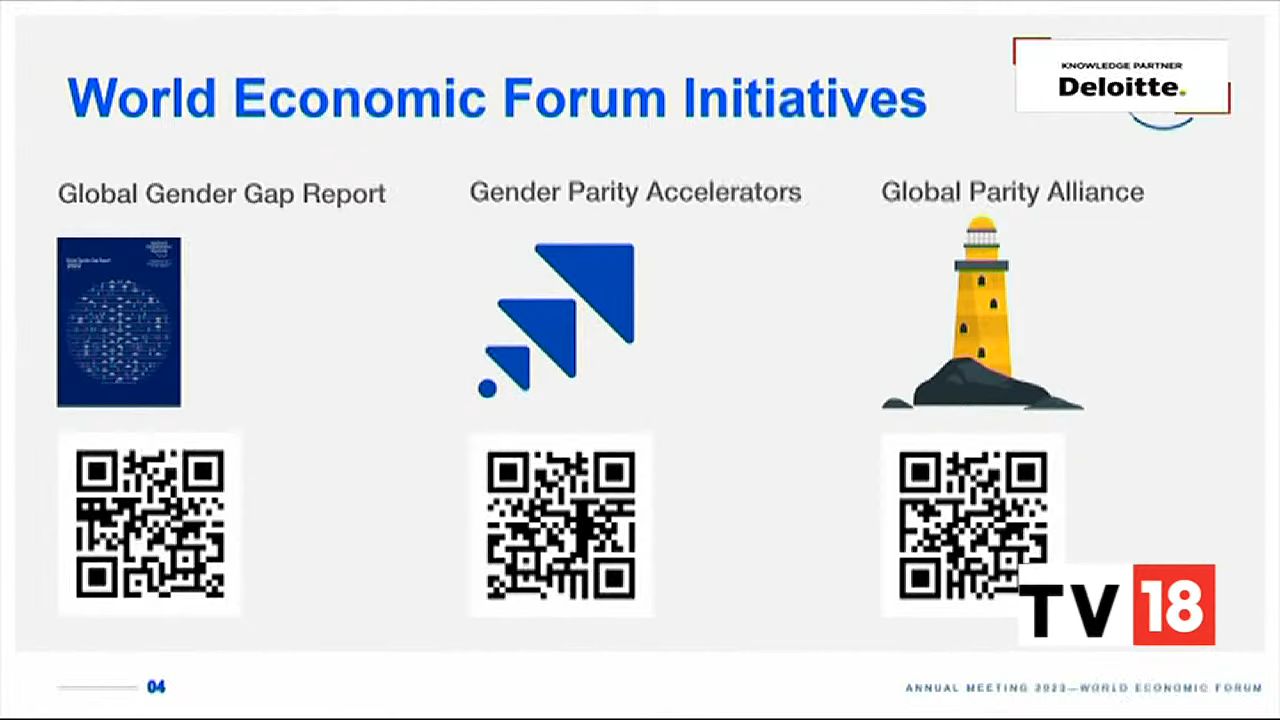 KNOWLEDGE PARTNER
Deloitte.
World Economic Forum Initiatives
Global Gender Gap Report
Gender Parity Accelerators
Global Parity Alliance
TV18
04
ANNUAL MEETING 2023—WORLD ECONOMIC FORUM